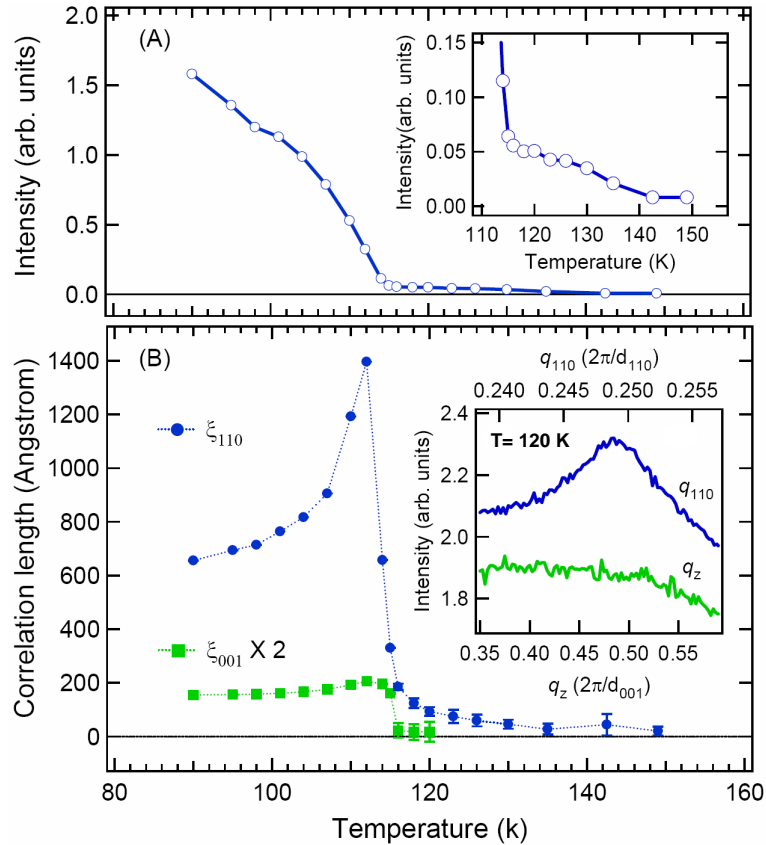 (A)
Intensity (arb. units)
2.0
1.5
1.0
0.5
0.0
Intensity(arb. units)
0.15
0.10
0.05
0.00
110 120 130 140 150
Temperature (K)
(B)
Correlation length (Angstrom)
1400
1200
1000
800
600
400
200
0
ξ110
ξ001 X 2
q110 (2π/d110)
0.240 0.245 0.250 0.255
T= 120 K
Intensity (arb. units)
2.4
2.2
2.0
1.8
q110
qz
0.35 0.40 0.45 0.50 0.55
qz (2π/d001)
80 100 120 140 160
Temperature (k)